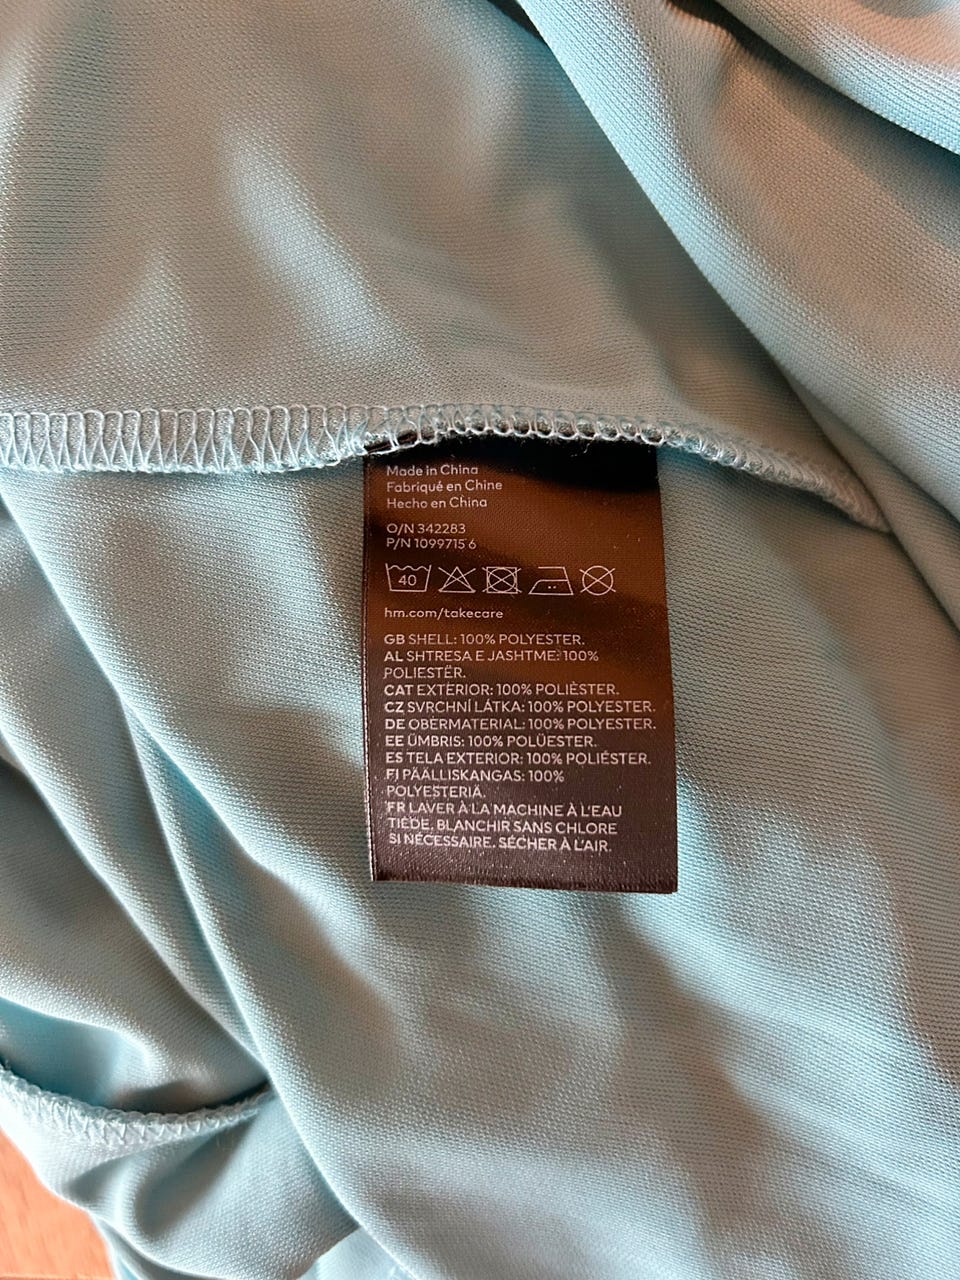 Made in China
Fabriqué en Chine
Hecho en China
O/N 342283
P/N 1099715 6
40
hm.com/takecare
GB SHELL: 100% POLYESTER.
AL SHTRESA E JASHTME: 100%
POLIESTËR.
CAT EXTERIOR: 100% POLIÈSTER.
CZ SVRCHNÍ LÁTKA: 100% POLYESTER.
DE OBERMATERIAL: 100% POLYESTER.
EE ÜMBRIS: 100% POLÜESTER.
ES TELA EXTERIOR: 100% POLIÉSTER.
FI PÄÄLLISKANGAS: 100%
POLYESTERIÄ.
FR LAVER À LA MACHINE À L'EAU
TIÈDE. BLANCHIR SANS CHLORE
SI NÉCESSAIRE. SÉCHER À L'AIR.